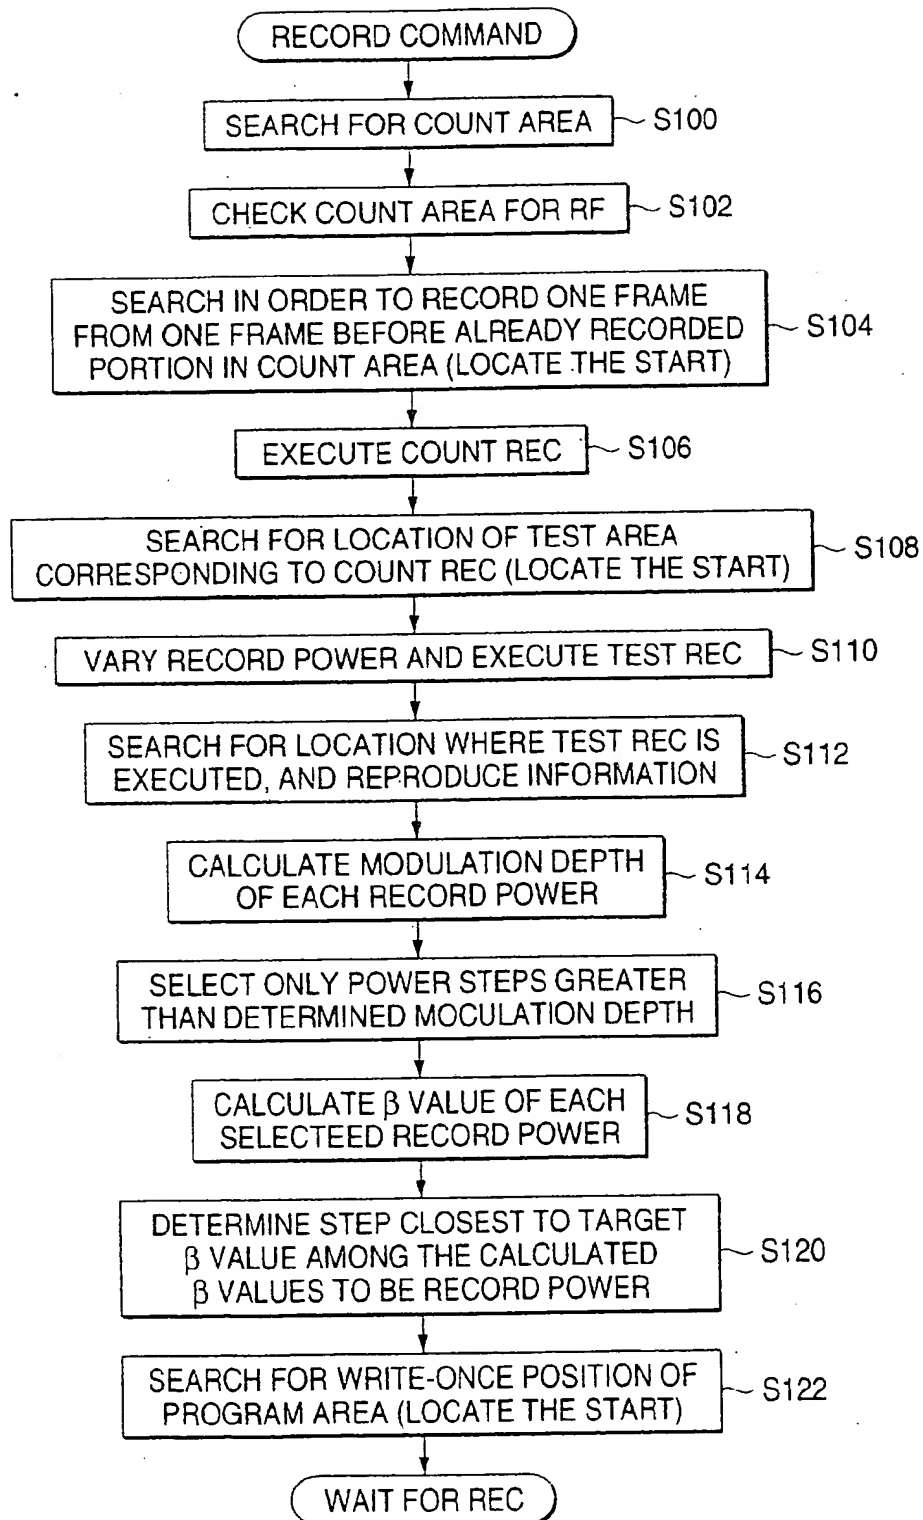 RECORD COMMAND
SEARCH FOR COUNT AREA
S100
CHECK COUNT AREA FOR RF
S102
SEARCH IN ORDER TO RECORD ONE FRAME
FROM ONE FRAME BEFORE ALREADY RECORDED
PORTION IN COUNT AREA (LOCATE THE START)
S104
EXECUTE COUNT REC
S106
SEARCH FOR LOCATION OF TEST AREA
CORRESPONDING TO COUNT REC (LOCATE THE START)
S108
VARY RECORD POWER AND EXECUTE TEST REC
S110
SEARCH FOR LOCATION WHERE TEST REC IS
EXECUTED, AND REPRODUCE INFORMATION
S112
CALCULATE MODULATION DEPTH
OF EACH RECORD POWER
S114
SELECT ONLY POWER STEPS GREATER
THAN DETERMINED MOCULATION DEPTH
S116
CALCULATE β VALUE OF EACH
SELECTEED RECORD POWER
S118
DETERMINE STEP CLOSEST TO TARGET
β VALUE AMONG THE CALCULATED
β VALUES TO BE RECORD POWER
S120
SEARCH FOR WRITE-ONCE POSITION OF
PROGRAM AREA (LOCATE THE START)
S122
WAIT FOR REC